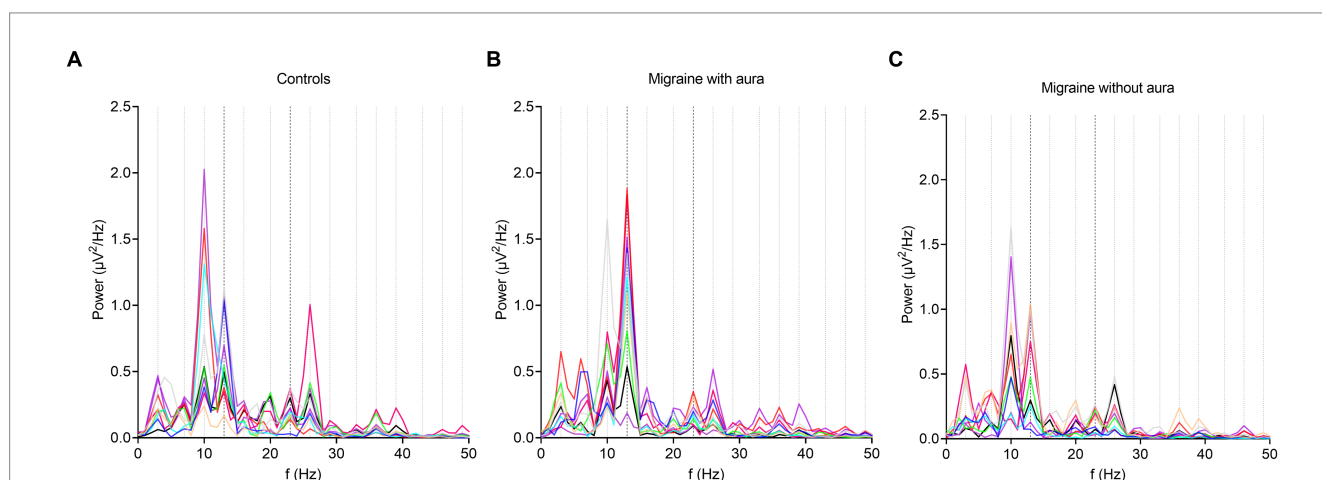 A
Controls
Power (µV²/Hz)
2.5
2.0
1.5
1.0
0.5
0.0
0 10 20 30 40 50
f (Hz)
B
Migraine with aura
Power (µV²/Hz)
2.5
2.0
1.5
1.0
0.5
0.0
0 10 20 30 40 50
f (Hz)
C
Migraine without aura
Power (µV²/Hz)
2.5
2.0
1.5
1.0
0.5
0.0
0 10 20 30 40 50
f (Hz)